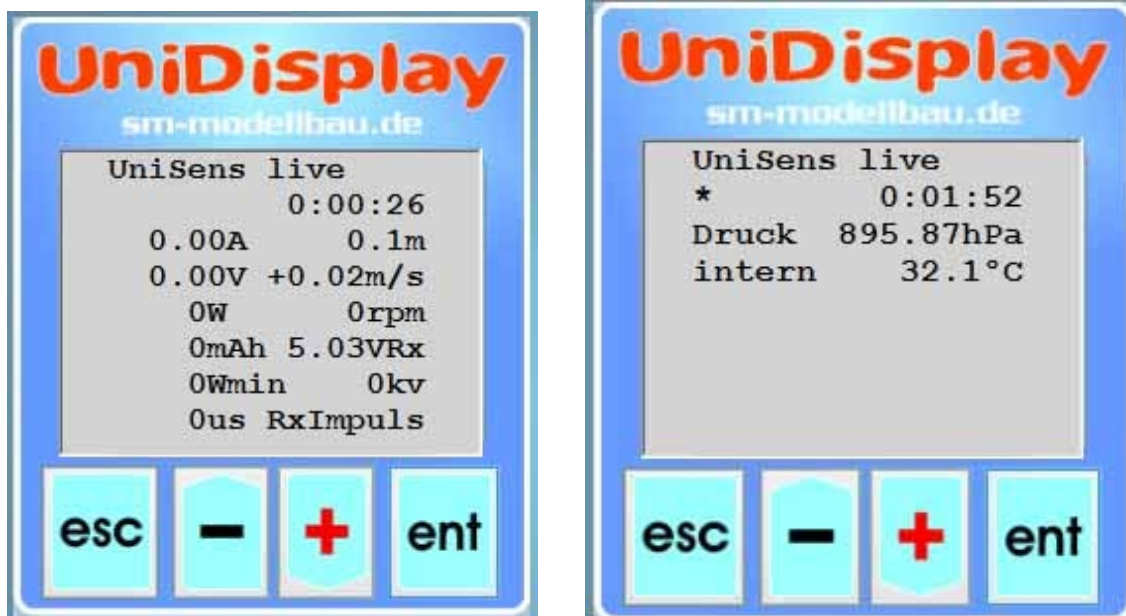 UniDisplay
sm-modellbau.de
UniSens live
0:00:26
0.00A 0.1m
0.00V +0.02m/s
0W 0rpm
0mAh 5.03VRx
0Wmin 0kv
0us RxImpuls
esc - + ent
UniDisplay
sm-modellbau.de
UniSens live
* 0:01:52
Druck 895.87hPa
intern 32.1°C
esc - + ent